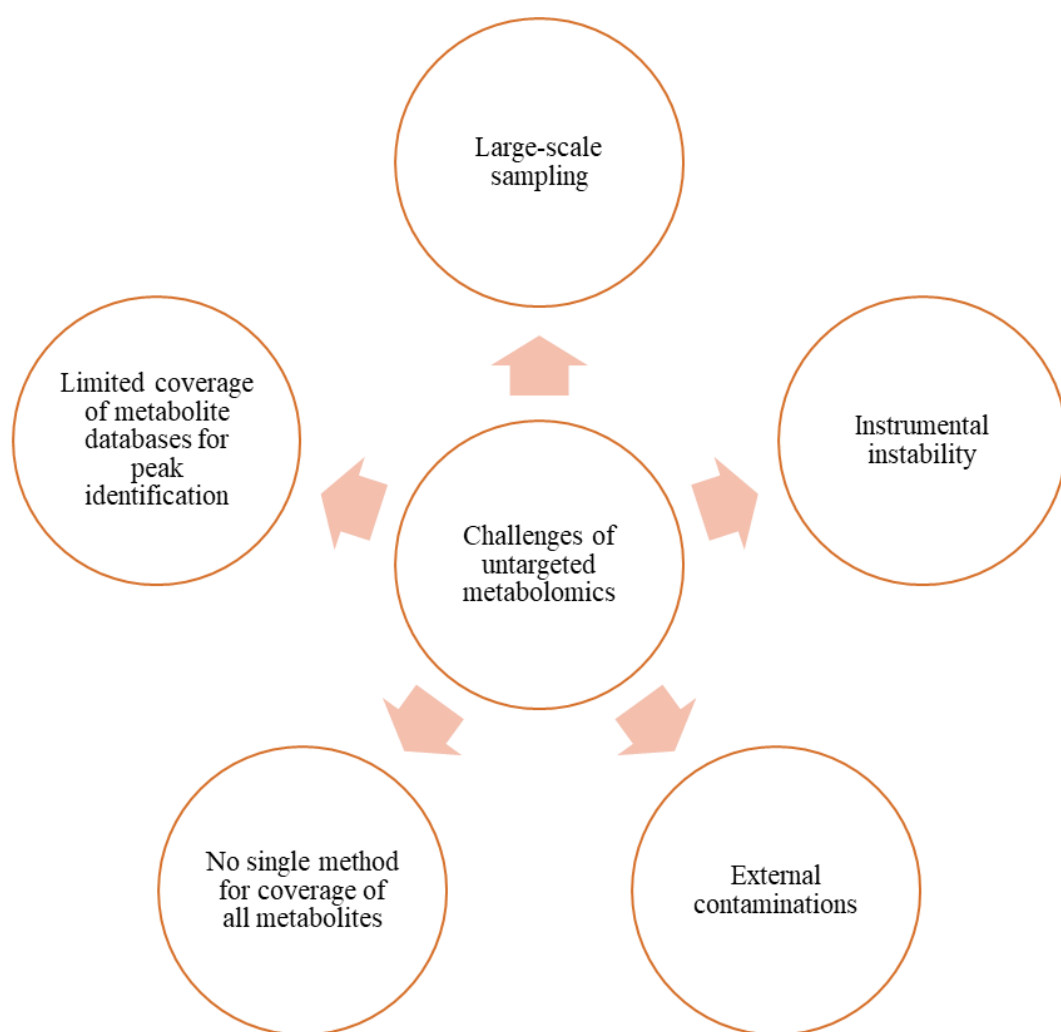 Large-scale
sampling
Limited coverage
of metabolite
databases for
peak
identification
Instrumental
instability
Challenges of
untargeted
metabolomics
No single method
for coverage of
all metabolites
External
contaminations